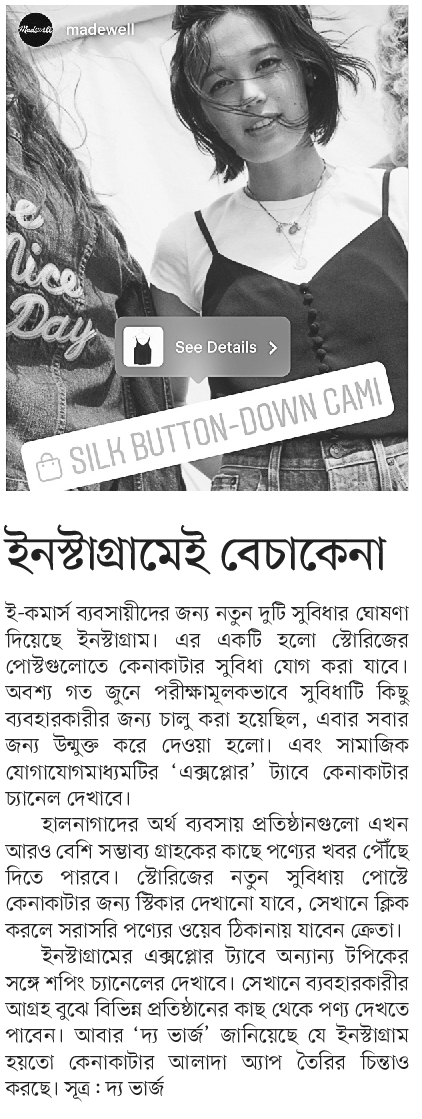 Madewell madewell
e
Nice
Day
See Details >
SILK BUTTON-DOWN CAMI
ইনস্টাগ্রামেই বেচাকেনা
ই-কমার্স ব্যবসায়ীদের জন্য নতুন দুটি সুবিধার ঘোষণা
দিয়েছে ইনস্টাগ্রাম। এর একটি হলো স্টোরিজের
পোস্টগুলোতে কেনাকাটার সুবিধা যোগ করা যাবে।
অবশ্য গত জুনে পরীক্ষামূলকভাবে সুবিধাটি কিছু
ব্যবহারকারীর জন্য চালু করা হয়েছিল, এবার সবার
জন্য উন্মুক্ত করে দেওয়া হলো। এবং সামাজিক
যোগাযোগমাধ্যমটির ‘এক্সপ্লোর’ ট্যাবে কেনাকাটার
চ্যানেল দেখাবে।
হালনাগাদের অর্থ ব্যবসায় প্রতিষ্ঠানগুলো এখন
আরও বেশি সম্ভাব্য গ্রাহকের কাছে পণ্যের খবর পৌঁছে
দিতে পারবে। স্টোরিজের নতুন সুবিধায় পোস্টে
কেনাকাটার জন্য স্টিকার দেখানো যাবে, সেখানে ক্লিক
করলে সরাসরি পণ্যের ওয়েব ঠিকানায় যাবেন ক্রেতা।
ইনস্টাগ্রামের এক্সপ্লোর ট্যাবে অন্যান্য টপিকের
সঙ্গে শপিং চ্যানেলের দেখাবে। সেখানে ব্যবহারকারীর
আগ্রহ বুঝে বিভিন্ন প্রতিষ্ঠানের কাছ থেকে পণ্য দেখতে
পাবেন। আবার ‘দ্য ভার্জ’ জানিয়েছে যে ইনস্টাগ্রাম
হয়তো কেনাকাটার আলাদা অ্যাপ তৈরির চিন্তাও
করছে। সূত্র : দ্য ভার্জ